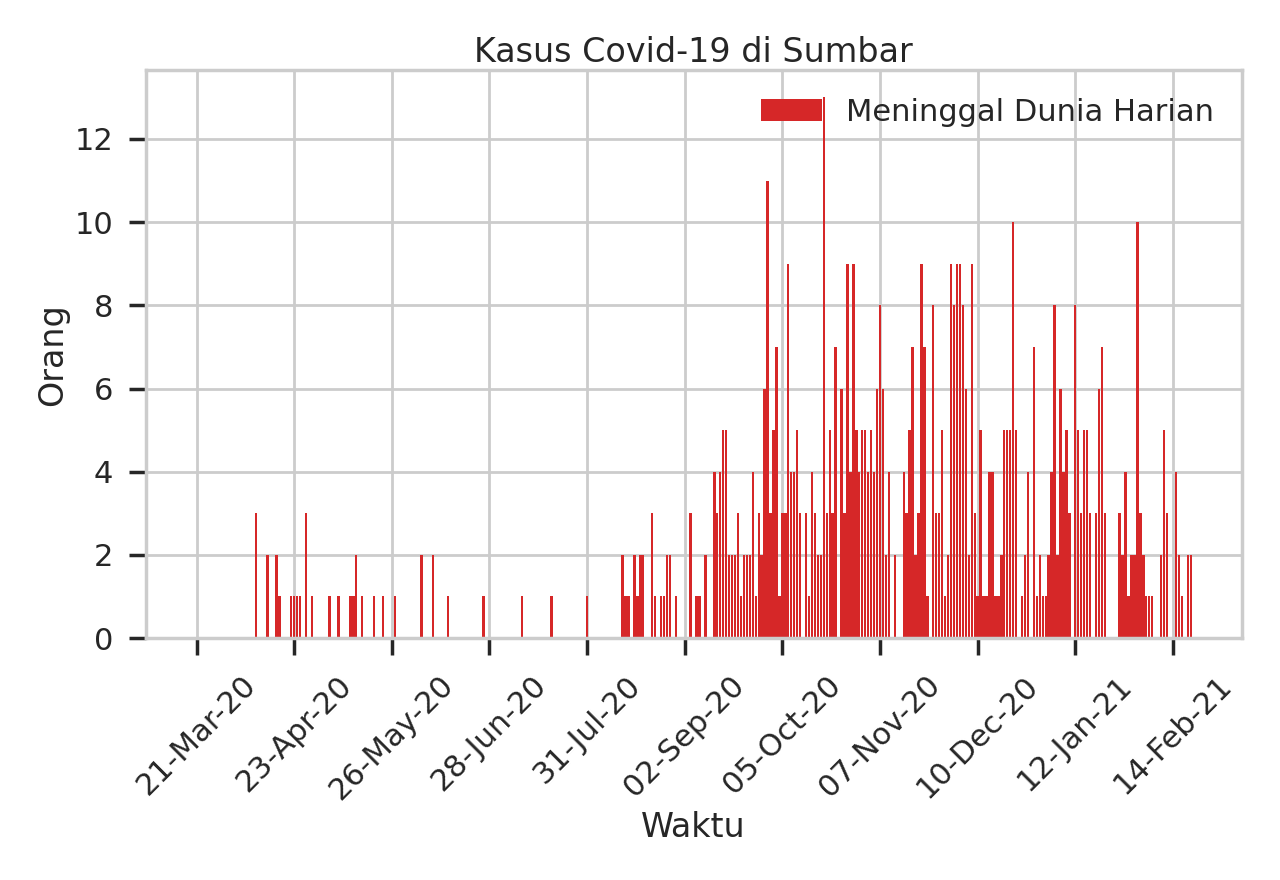 Kasus Covid-19 di Sumbar
Meninggal Dunia Harian
12
10
8
6
4
2
0
Orang
21-Mar-20
23-Apr-20
26-May-20
28-Jun-20
31-Jul-20
02-Sep-20
05-Oct-20
07-Nov-20
10-Dec-20
12-Jan-21
14-Feb-21
Waktu